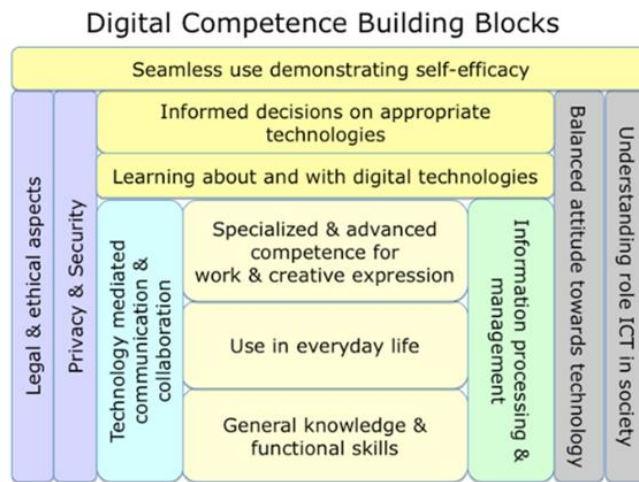 Digital Competence Building Blocks
Seamless use demonstrating self-efficacy
Legal & ethical aspects
Privacy & Security
Informed decisions on appropriate
technologies
Learning about and with digital technologies
Technology mediated
communication &
collaboration
Specialized & advanced
competence for
work & creative expression
Use in everyday life
General knowledge &
functional skills
Information processing &
management
Balanced attitude towards technology
Understanding role ICT in society